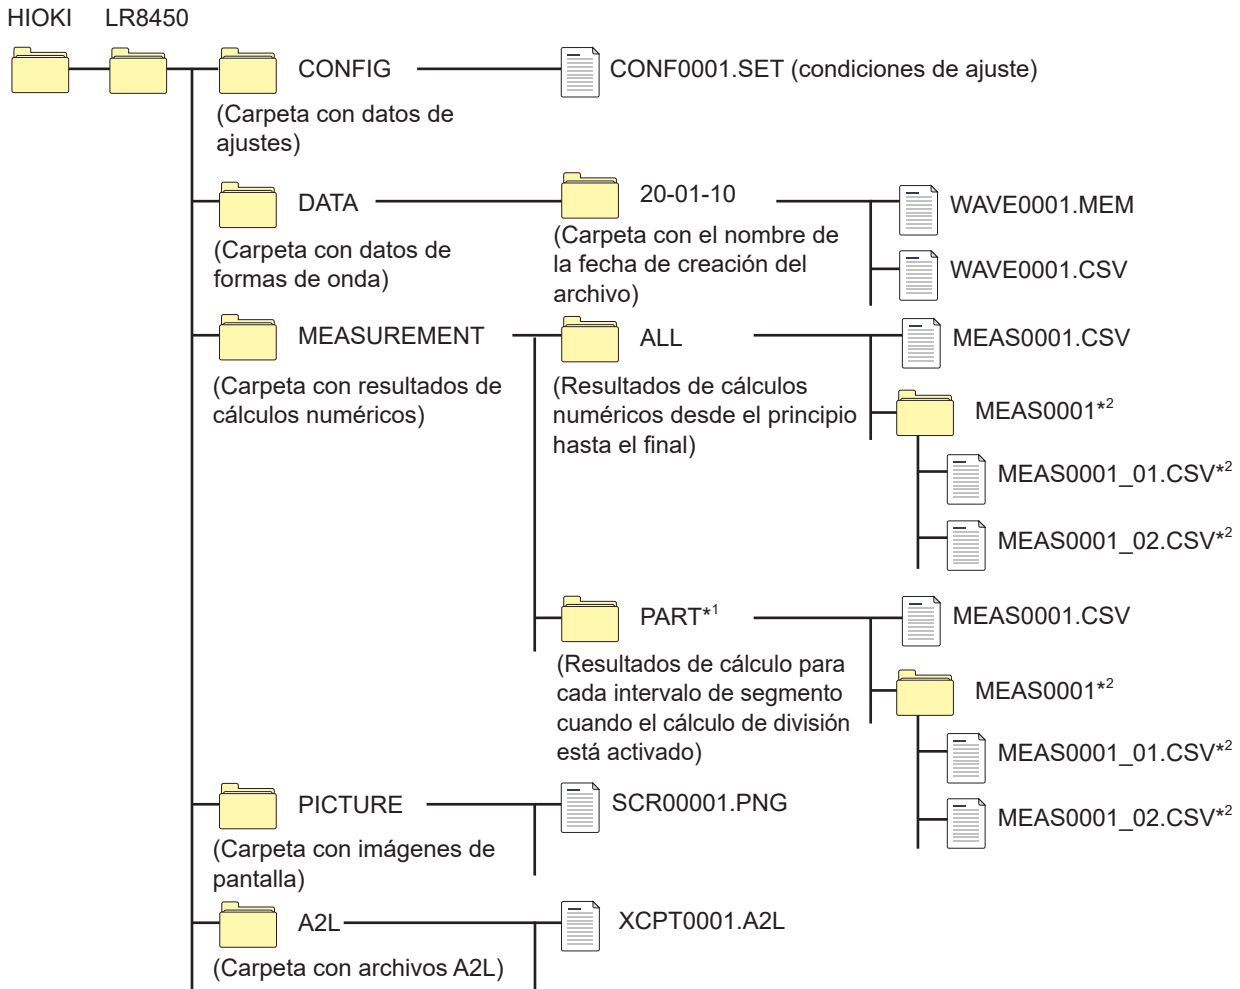 HIOKI LR8450
CONFIG CONF0001.SET (condiciones de ajuste)
(Carpeta con datos de
ajustes)
DATA 20-01-10 WAVE0001.MEM
(Carpeta con datos de
formas de onda)
(Carpeta con el nombre de
la fecha de creación del
archivo)
WAVE0001.CSV
MEASUREMENT ALL MEAS0001.CSV
(Carpeta con resultados de
cálculos numéricos)
(Resultados de cálculos
numéricos desde el principio
hasta el final)
MEAS0001*2
MEAS0001_01.CSV*2
MEAS0001_02.CSV*2
PART*1 MEAS0001.CSV
(Resultados de cálculo para
cada intervalo de segmento
cuando el cálculo de división
está activado)
MEAS0001*2
MEAS0001_01.CSV*2
MEAS0001_02.CSV*2
PICTURE SCR00001.PNG
(Carpeta con imágenes de
pantalla)
A2L XCPT0001.A2L
(Carpeta con archivos A2L)